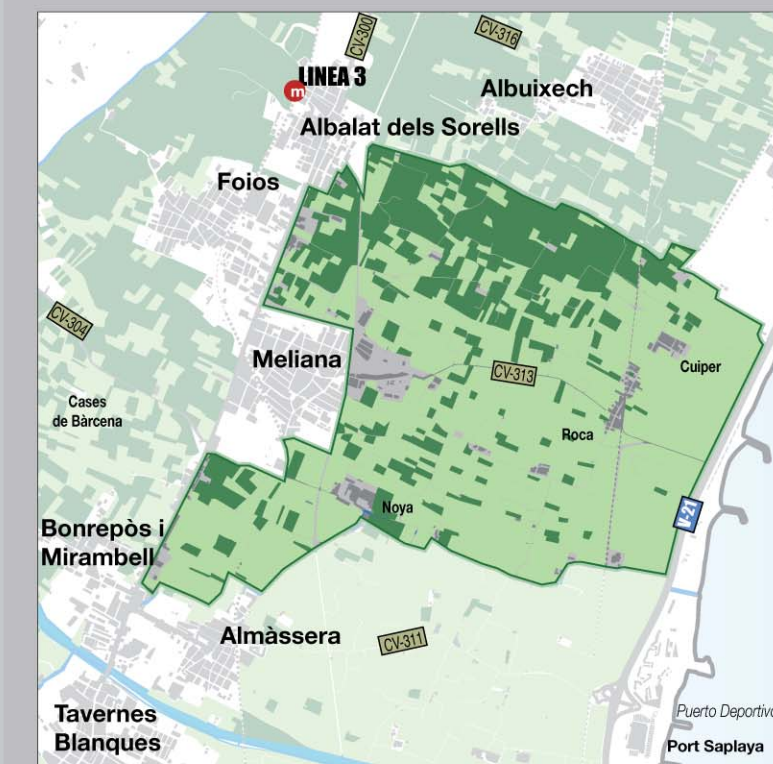 CV-300
CV-316
LINEA 3
m
Albuixech
Albalat dels Sorells
Foios
CV-304
Meliana
CV-313
Cuiper
Cases
de Bàrcena
Roca
Noya
V-21
Bonrepòs i
Mirambell
Almàssera
CV-311
Tavernes
Blanques
Puerto Deportivo
Port Saplaya